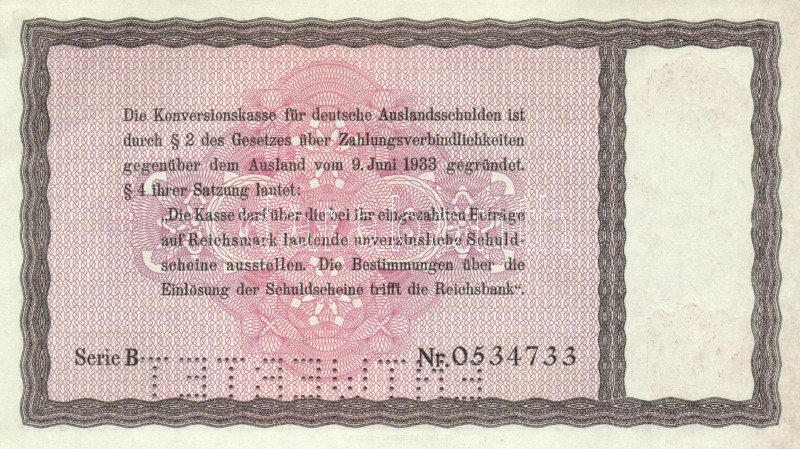 Die Konversionskasse für deutsche Auslandsschulden ist
durch § 2 des Gesetzes über Zahlungsverbindlichkeiten
gegenüber dem Ausland vom 9. Juni 1933 gegründet.
§ 4 ihrer Satzung lautet:
„Die Kasse darf über die bei ihr eingezahlten Beträge
auf Reichsmark lautende unverzinsliche Schuld-
scheine ausstellen. Die Bestimmungen über die
Einlösung der Schuldscheine trifft die Reichsbank“.
Serie B Nr. 0534733
ENTWERTET